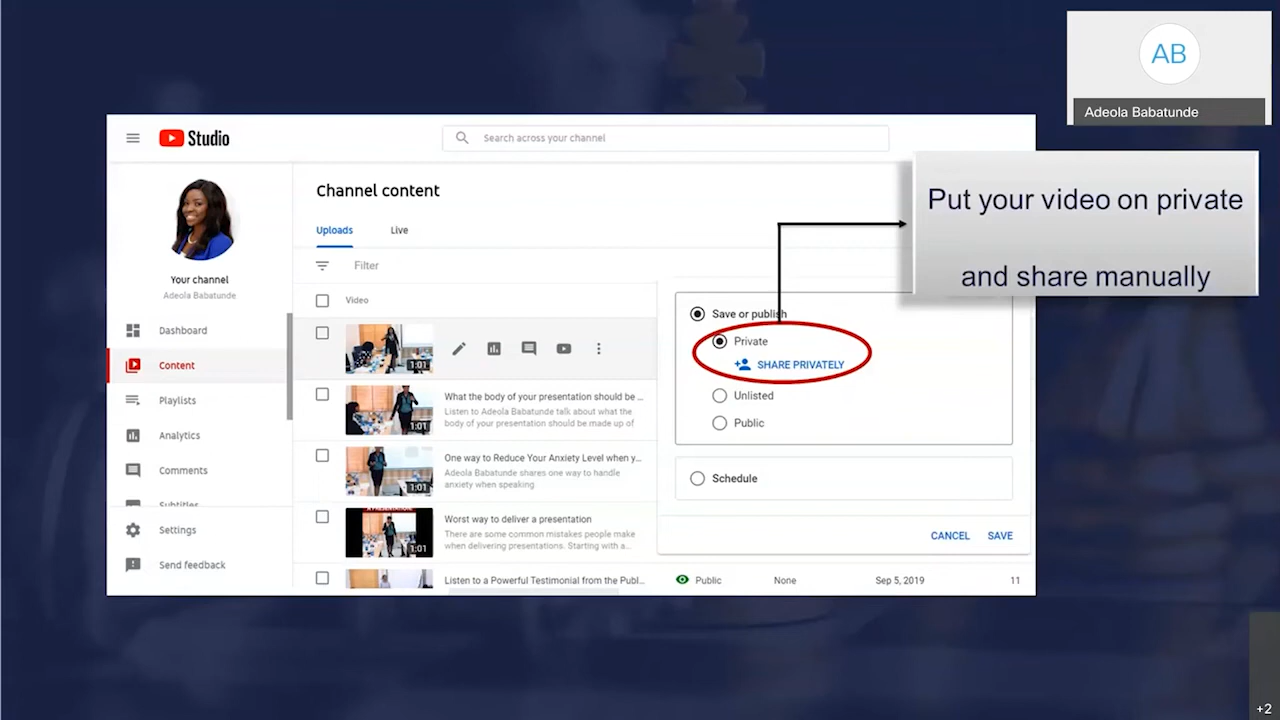 AB
Adeola Babatunde
Studio
Search across your channel
Put your video on private
and share manually
Channel content
Uploads
Live
Filter
Your channel
Adeola Babatunde
Video
Dashboard
Content
Playlists
Analytics
Comments
Subtitles
Settings
Send feedback
1:01
What the body of your presentation should be ...
Listen to Adeola Babatunde talk about what the
body of your presentation should be made up of
1:01
One way to Reduce Your Anxiety Level when y...
Adeola Babatunde shares one way to handle
anxiety when speaking
1:01
Worst way to deliver a presentation
There are some common mistakes people make
when delivering presentations. Starting with a...
1:01
Listen to a Powerful Testimonial from the Publ...
Public
None
Sep 5, 2019
11
Save or publish
Private
SHARE PRIVATELY
Unlisted
Public
Schedule
CANCEL
SAVE
+2